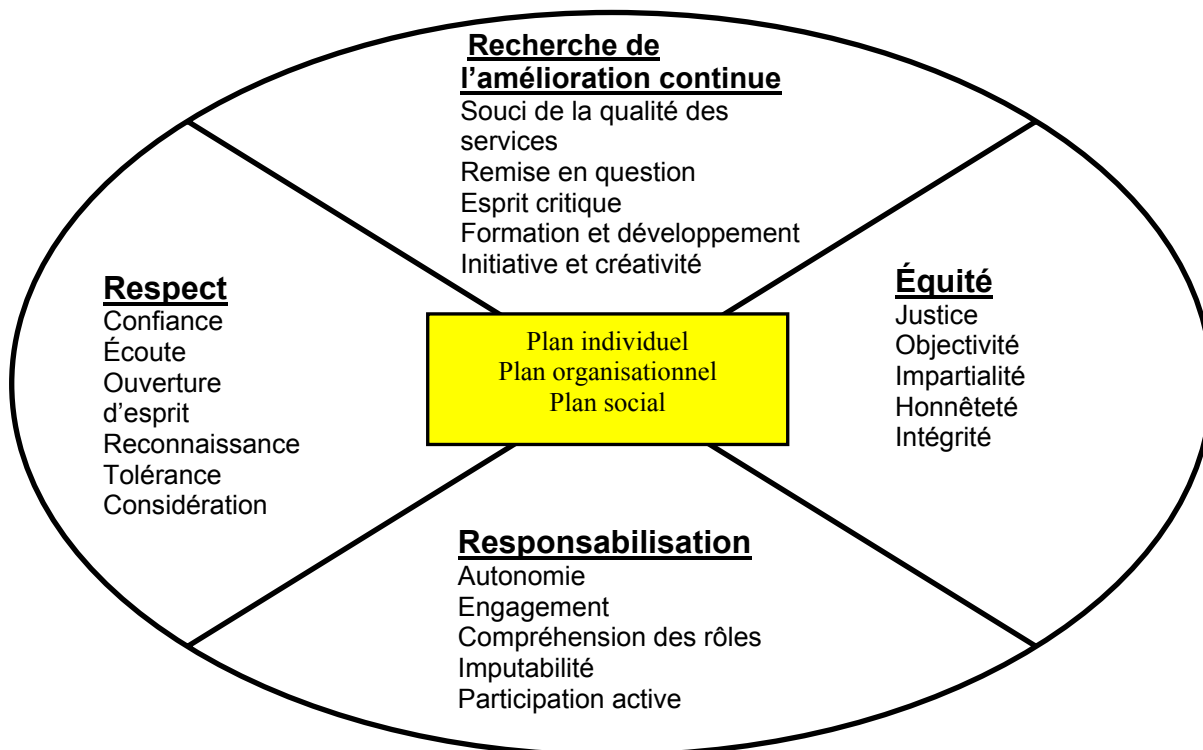 Recherche de
l'amélioration continue
Souci de la qualité des
services
Remise en question
Esprit critique
Formation et développement
Initiative et créativité
Respect
Confiance
Écoute
Ouverture
d'esprit
Reconnaissance
Tolérance
Considération
Plan individuel
Plan organisationnel
Plan social
Équité
Justice
Objectivité
Impartialité
Honnêteté
Intégrité
Responsabilisation
Autonomie
Engagement
Compréhension des rôles
Imputabilité
Participation active